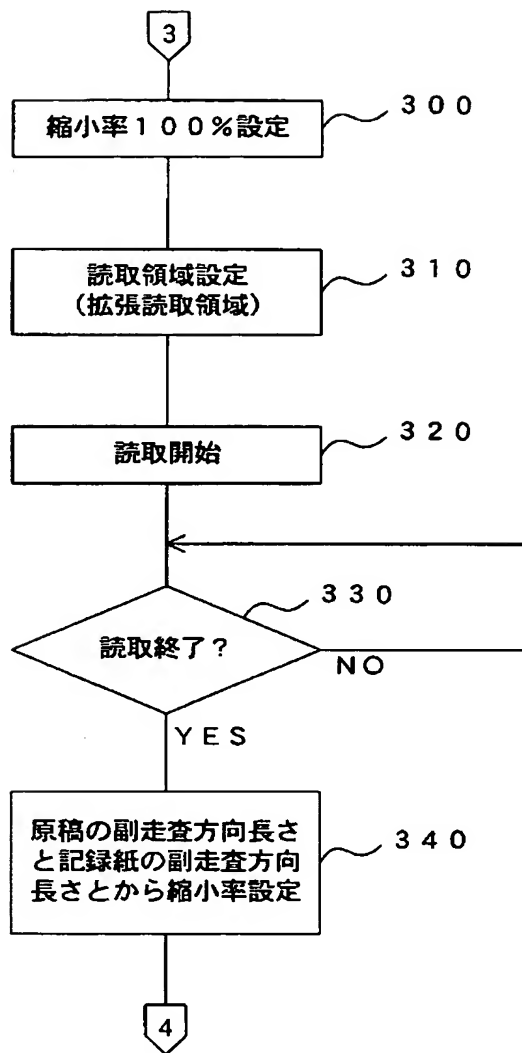 3
縮小率１００％設定
３００
読取領域設定
（拡張読取領域）
３１０
読取開始
３２０
読取終了？
３３０
ＮＯ
ＹＥＳ
原稿の副走査方向長さ
と記録紙の副走査方向
長さとから縮小率設定
３４０
4